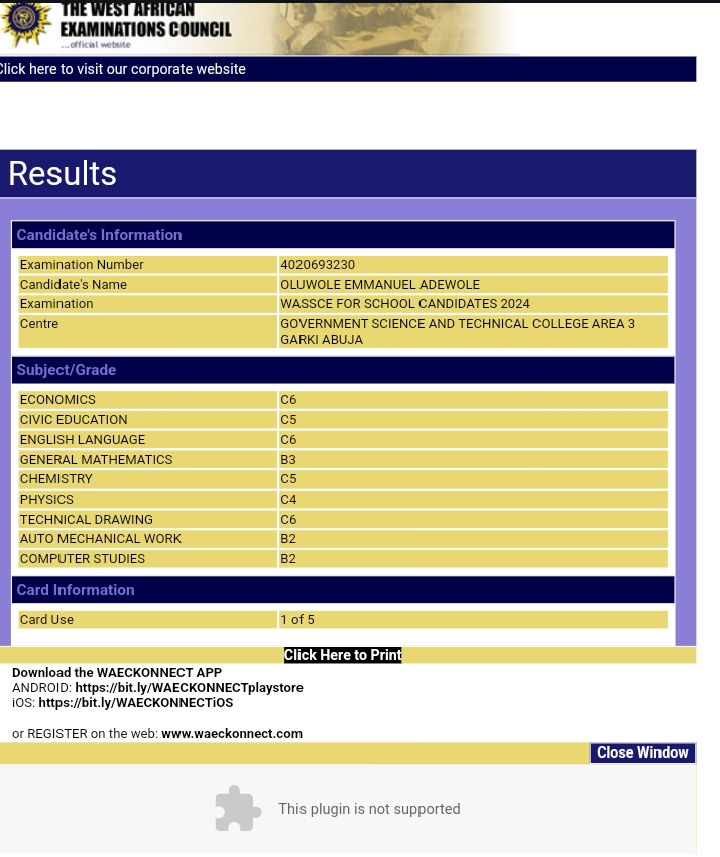 THE WEST AFRICAN
EXAMINATIONS COUNCIL
...official website
Click here to visit our corporate website
Results
Candidate's Information
Examination Number 4020693230
Candidate's Name OLUWOLE EMMANUEL ADEWOLE
Examination WASSCE FOR SCHOOL CANDIDATES 2024
Centre GOVERNMENT SCIENCE AND TECHNICAL COLLEGE AREA 3
GARKI ABUJA
Subject/Grade
ECONOMICS C6
CIVIC EDUCATION C5
ENGLISH LANGUAGE C6
GENERAL MATHEMATICS B3
CHEMISTRY C5
PHYSICS C4
TECHNICAL DRAWING C6
AUTO MECHANICAL WORK B2
COMPUTER STUDIES B2
Card Information
Card Use 1 of 5
Click Here to Print
Download the WAECKONNECT APP
ANDROID: https://bit.ly/WAECKONNECTplaystore
iOS: https://bit.ly/WAECKONNECTiOS
or REGISTER on the web: www.waeckonnect.com
Close Window
This plugin is not supported